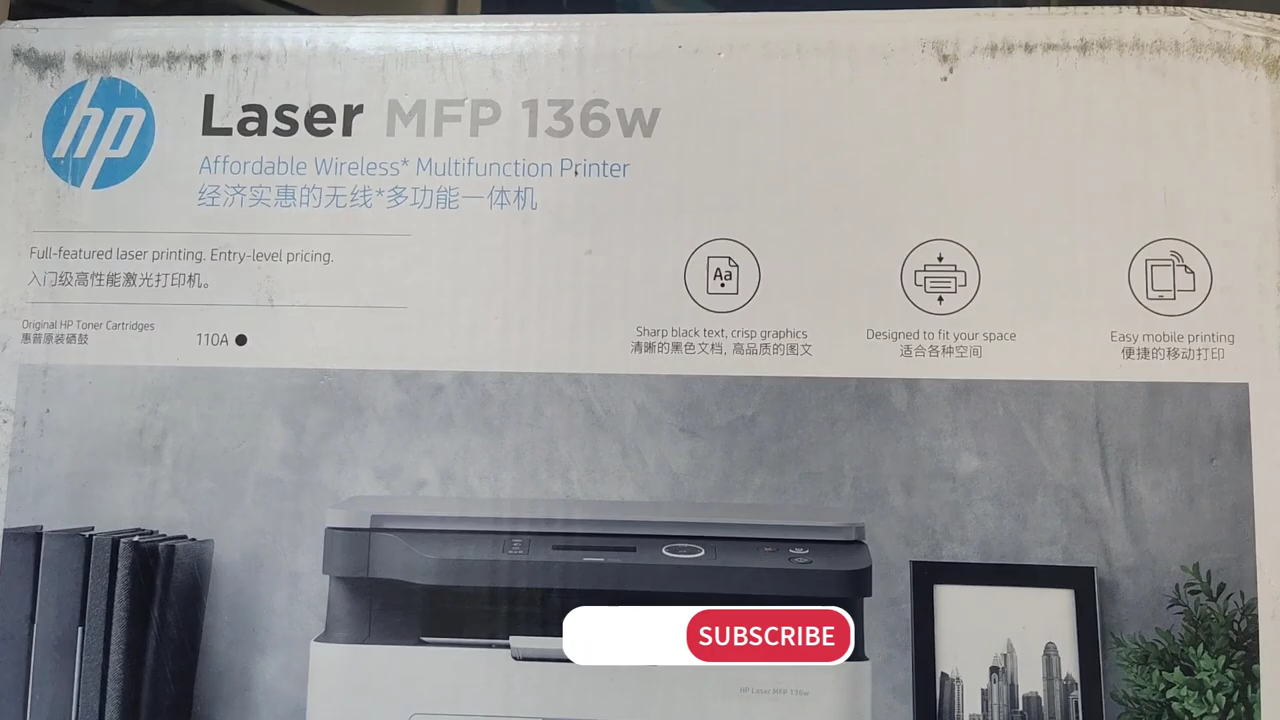 hp
Laser MFP 136w
Affordable Wireless* Multifunction Printer
经济实惠的无线*多功能一体机
Full-featured laser printing. Entry-level pricing.
入门级高性能激光打印机。
Original HP Toner Cartridges
惠普原装硒鼓
110A
Aa
Sharp black text, crisp graphics
清晰的黑色文档, 高品质的图文
Designed to fit your space
适合各种空间
Easy mobile printing
便捷的移动打印
SUBSCRIBE
HP Laser MFP 136w